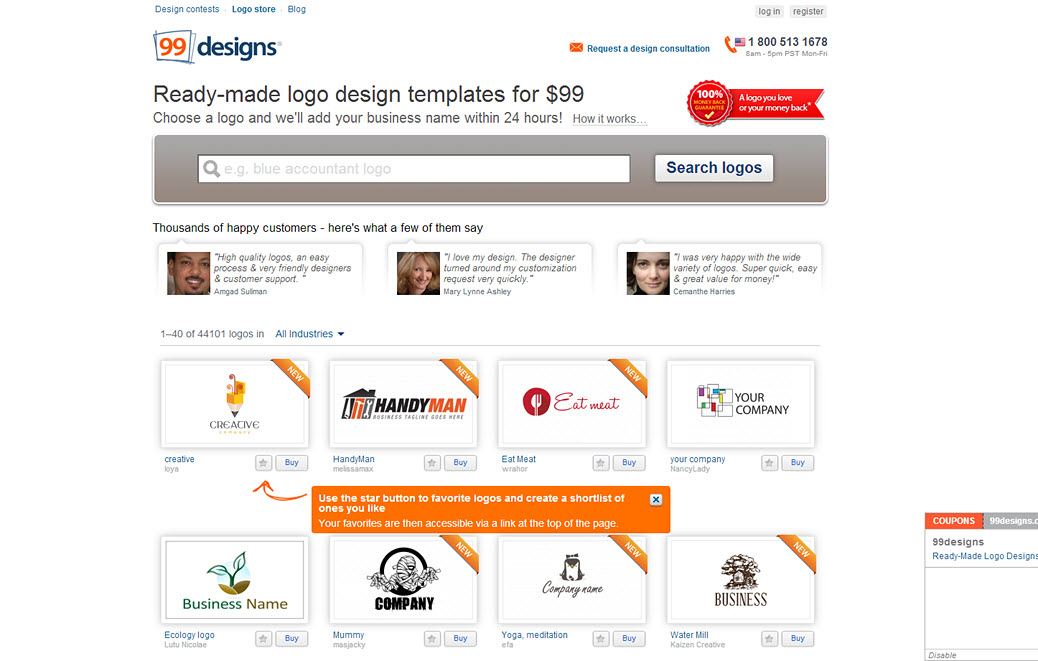 Design contests · Logo store · Blog
log in register
99designs®
Request a design consultation
1 800 513 1678
8am - 5pm PST Mon-Fri
Ready-made logo design templates for $99
Choose a logo and we'll add your business name within 24 hours! How it works…
100%
MONEY BACK
GUARANTEE
A logo you love
or your money back*
e.g. blue accountant logo
Search logos
Thousands of happy customers - here's what a few of them say
"High quality logos, an easy
process & very friendly designers
& customer support. "
Amgad Suliman
"I love my design. The designer
turned around my customization
request very quickly."
Mary Lynne Ashley
"I was very happy with the wide
variety of logos. Super quick, easy
& great value for money!"
Cemanthe Harries
1–40 of 44101 logos in All Industries
NEW
CREATIVE
company
NEW
HANDYMAN
BUSINESS TAGLINE GOES HERE
NEW
Eat meat
YOUR
COMPANY
creative
loya
Buy
HandyMan
melissamax
Buy
Eat Meat
wrahor
Buy
your company
NancyLady
Buy
Use the star button to favorite logos and create a shortlist of
ones you like
Your favorites are then accessible via a link at the top of the page.
Business Name
NEW
COMPANY
NEW
Company name
NEW
BUSINESS
Ecology logo
Lutu Nicolae
Buy
Mummy
masjacky
Buy
Yoga, meditation
efa
Buy
Water Mill
Kaizen Creative
Buy
COUPONS 99designs.c
99designs
Ready-Made Logo Designs
Disable